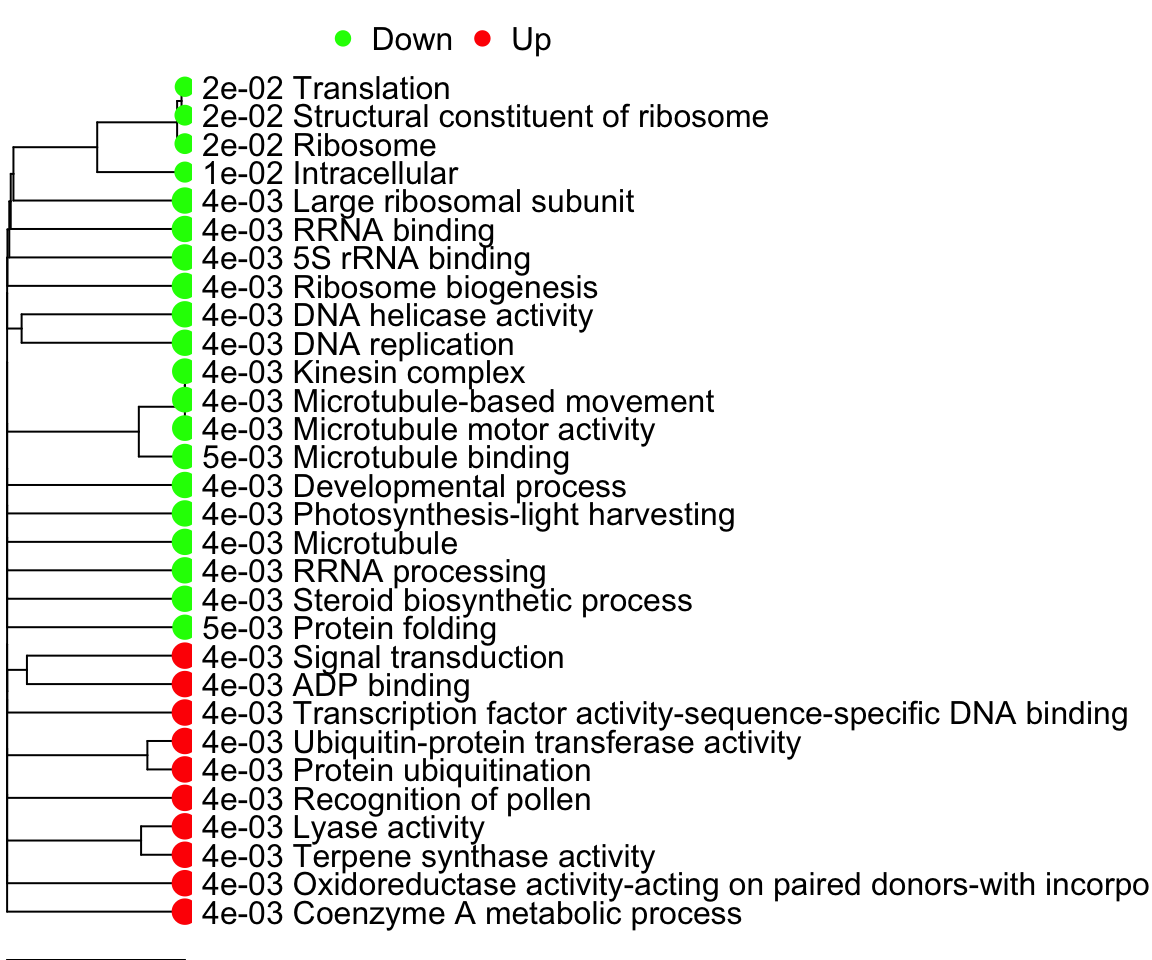 Down Up
2e-02 Translation
2e-02 Structural constituent of ribosome
2e-02 Ribosome
1e-02 Intracellular
4e-03 Large ribosomal subunit
4e-03 RRNA binding
4e-03 5S rRNA binding
4e-03 Ribosome biogenesis
4e-03 DNA helicase activity
4e-03 DNA replication
4e-03 Kinesin complex
4e-03 Microtubule-based movement
4e-03 Microtubule motor activity
5e-03 Microtubule binding
4e-03 Developmental process
4e-03 Photosynthesis-light harvesting
4e-03 Microtubule
4e-03 RRNA processing
4e-03 Steroid biosynthetic process
5e-03 Protein folding
4e-03 Signal transduction
4e-03 ADP binding
4e-03 Transcription factor activity-sequence-specific DNA binding
4e-03 Ubiquitin-protein transferase activity
4e-03 Protein ubiquitination
4e-03 Recognition of pollen
4e-03 Lyase activity
4e-03 Terpene synthase activity
4e-03 Oxidoreductase activity-acting on paired donors-with incorpo
4e-03 Coenzyme A metabolic process